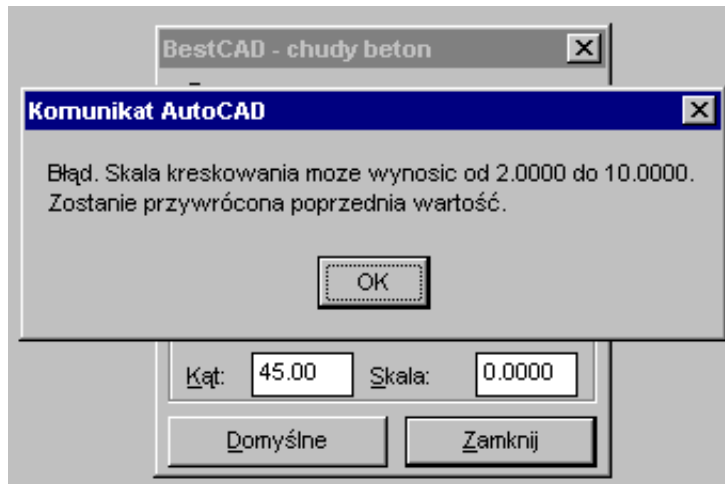 BestCAD - chudy beton
Komunikat AutoCAD
Błąd. Skala kreskowania moze wynosic od 2.0000 do 10.0000.
Zostanie przywrócona poprzednia wartość.
OK
Kąt: 45.00 Skala: 0.0000
Domyślne Zamknij